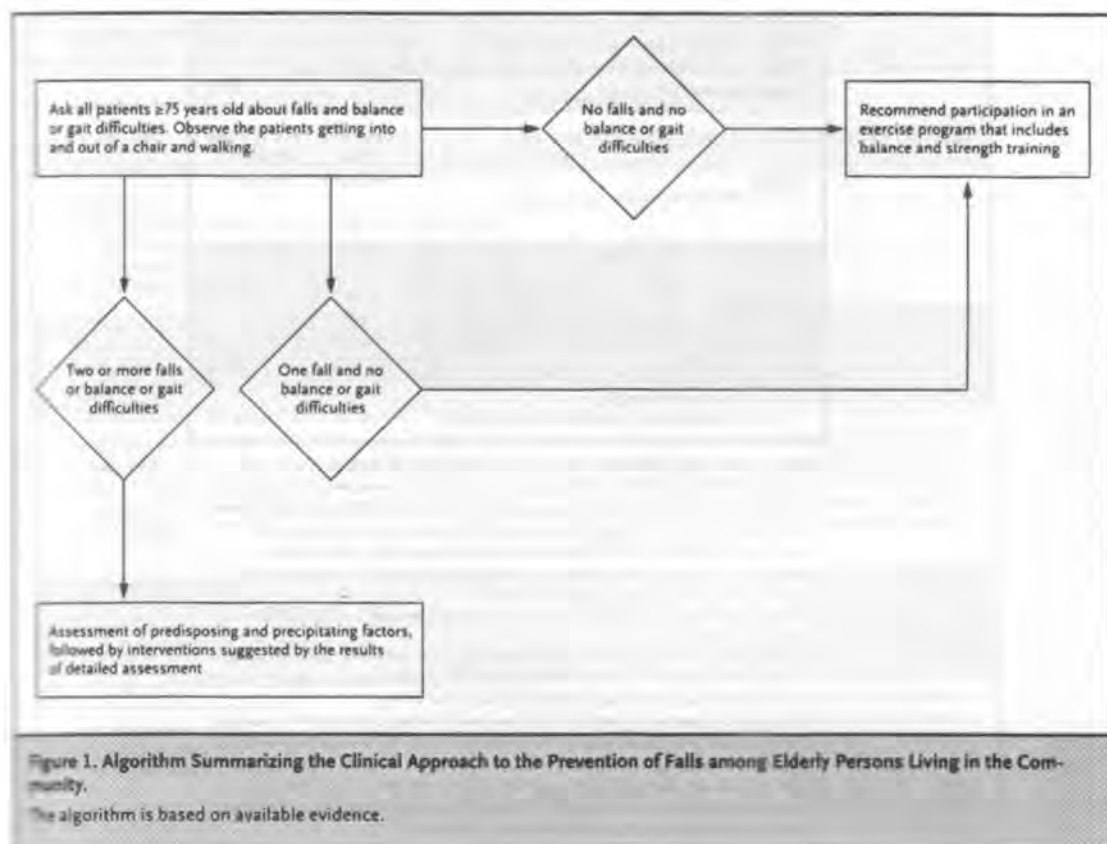 Ask all patients ≥75 years old about falls and balance
or gait difficulties. Observe the patients getting into
and out of a chair and walking.
No falls and no
balance or gait
difficulties
Recommend participation in an
exercise program that includes
balance and strength training
Two or more falls
or balance or gait
difficulties
One fall and no
balance or gait
difficulties
Assessment of predisposing and precipitating factors,
followed by interventions suggested by the results
of detailed assessment
Figure 1. Algorithm Summarizing the Clinical Approach to the Prevention of Falls among Elderly Persons Living in the Com-
munity.
The algorithm is based on available evidence.